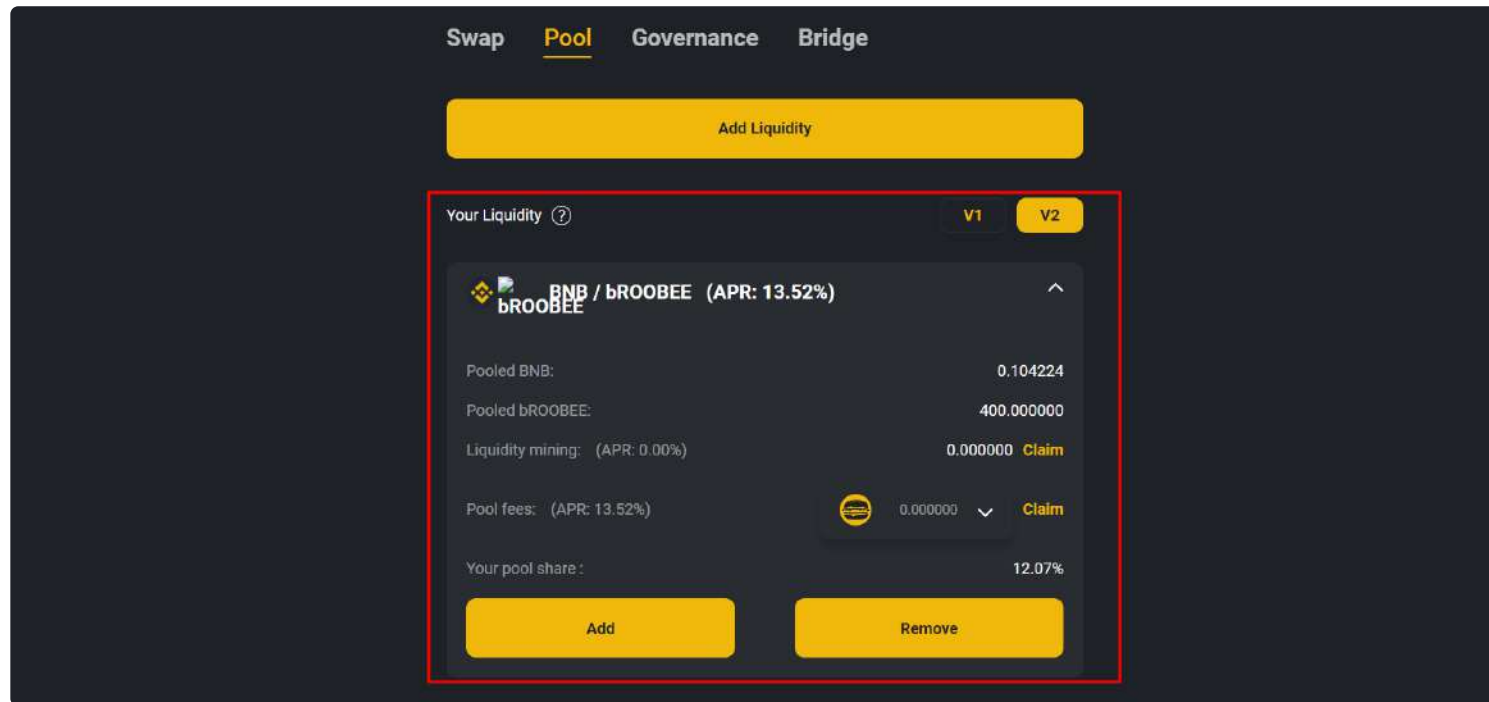 Swap Pool Governance Bridge
Add Liquidity
Your Liquidity ? V1 V2
bROOBEE BNB / bROOBEE (APR: 13.52%)
Pooled BNB: 0.104224
Pooled bROOBEE: 400.000000
Liquidity mining: (APR: 0.00%) 0.000000 Claim
Pool fees: (APR: 13.52%) 0.000000 Claim
Your pool share : 12.07%
Add Remove